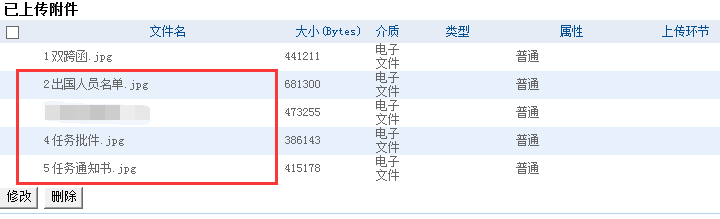 已上传附件
文件名 大小(Bytes) 介质 类型 属性 上传环节
1双跨函.jpg 441211 电子文件 普通
2出国人员名单.jpg 681300 电子文件 普通
473255 电子文件 普通
4任务批件.jpg 386143 电子文件 普通
5任务通知书.jpg 415178 电子文件 普通
修改 删除